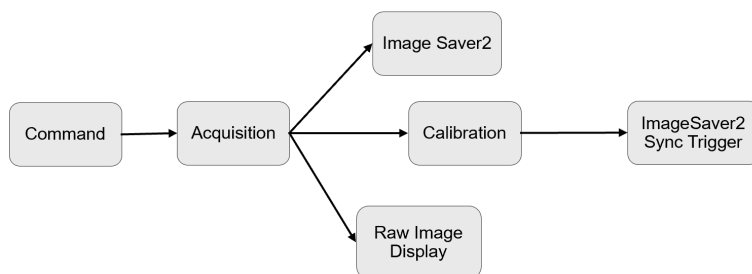 Image Saver2
Command
Acquisition
Calibration
ImageSaver2
Sync Trigger
Raw Image
Display